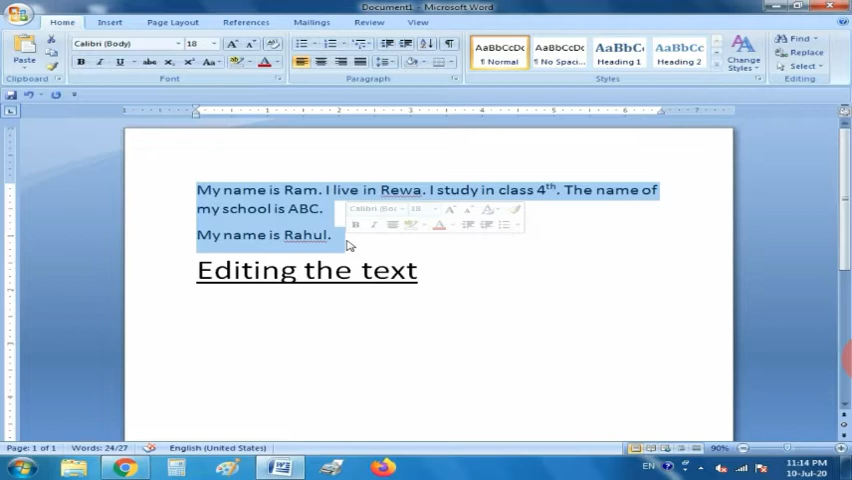 Document1 - Microsoft Word
Home Insert Page Layout References Mailings Review View
Calibri (Body) 18 AaBbCcDc AaBbCcDc AaBbCc AaBbCc Find
Paste Replace
¶ Normal ¶ No Spaci... Heading 1 Heading 2 Change Styles Select
Clipboard Font Paragraph Styles Editing
My name is Ram. I live in Rewa. I study in class 4th. The name of
my school is ABC.
Calibri (Bo 18
My name is Rahul.
Editing the text
Page: 1 of 1 Words: 24/27 English (United States) 90%
EN 11:14 PM
10-Jul-20